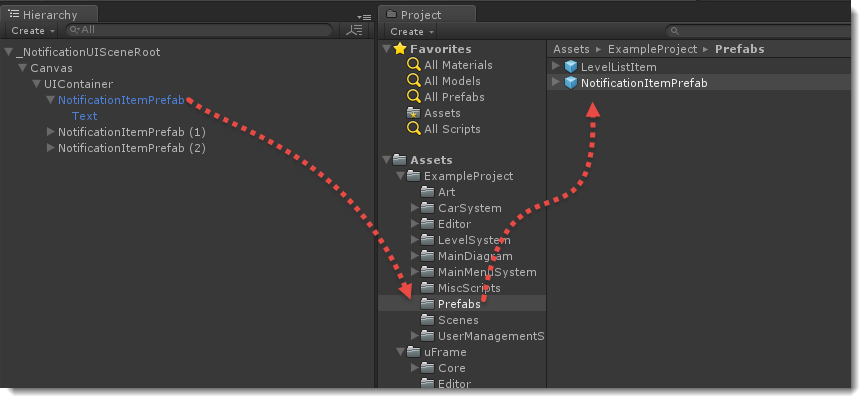 Hierarchy
Create
All
_NotificationUISceneRoot
Canvas
UIContainer
NotificationItemPrefab
Text
NotificationItemPrefab (1)
NotificationItemPrefab (2)
Project
Create
Favorites
All Materials
All Models
All Prefabs
Assets
All Scripts
Assets
ExampleProject
Art
CarSystem
Editor
LevelSystem
MainDiagram
MainMenuSystem
MiscScripts
Prefabs
Scenes
UserManagementS
uFrame
Core
Editor
Assets ▸ ExampleProject ▸ Prefabs
LevelListItem
NotificationItemPrefab